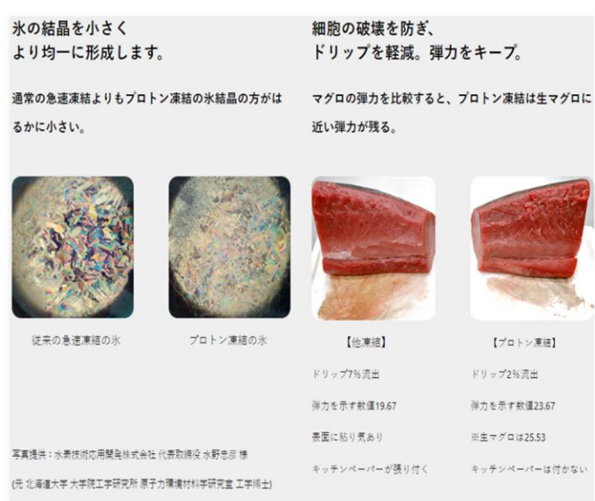 氷の結晶を小さく
より均一に形成します。
通常の急速凍結よりもプロトン凍結の氷結晶の方がは
るかに小さい。
従来の急速凍結の氷
プロトン凍結の氷
写真提供：水素技術応用開発株式会社 代表取締役 水野忠彦 様
(元 北海道大学 大学院工学研究所 原子力環境材料学研究室 工学博士)
細胞の破壊を防ぎ、
ドリップを軽減。弾力をキープ。
マグロの弾力を比較すると、プロトン凍結は生マグロに
近い弾力が残る。
【他凍結】
ドリップ7%流出
弾力を示す数値19.67
表面に粘り気あり
キッチンペーパーが張り付く
【プロトン凍結】
ドリップ2%流出
弾力を示す数値23.67
※生マグロは25.53
キッチンペーパーは付かない